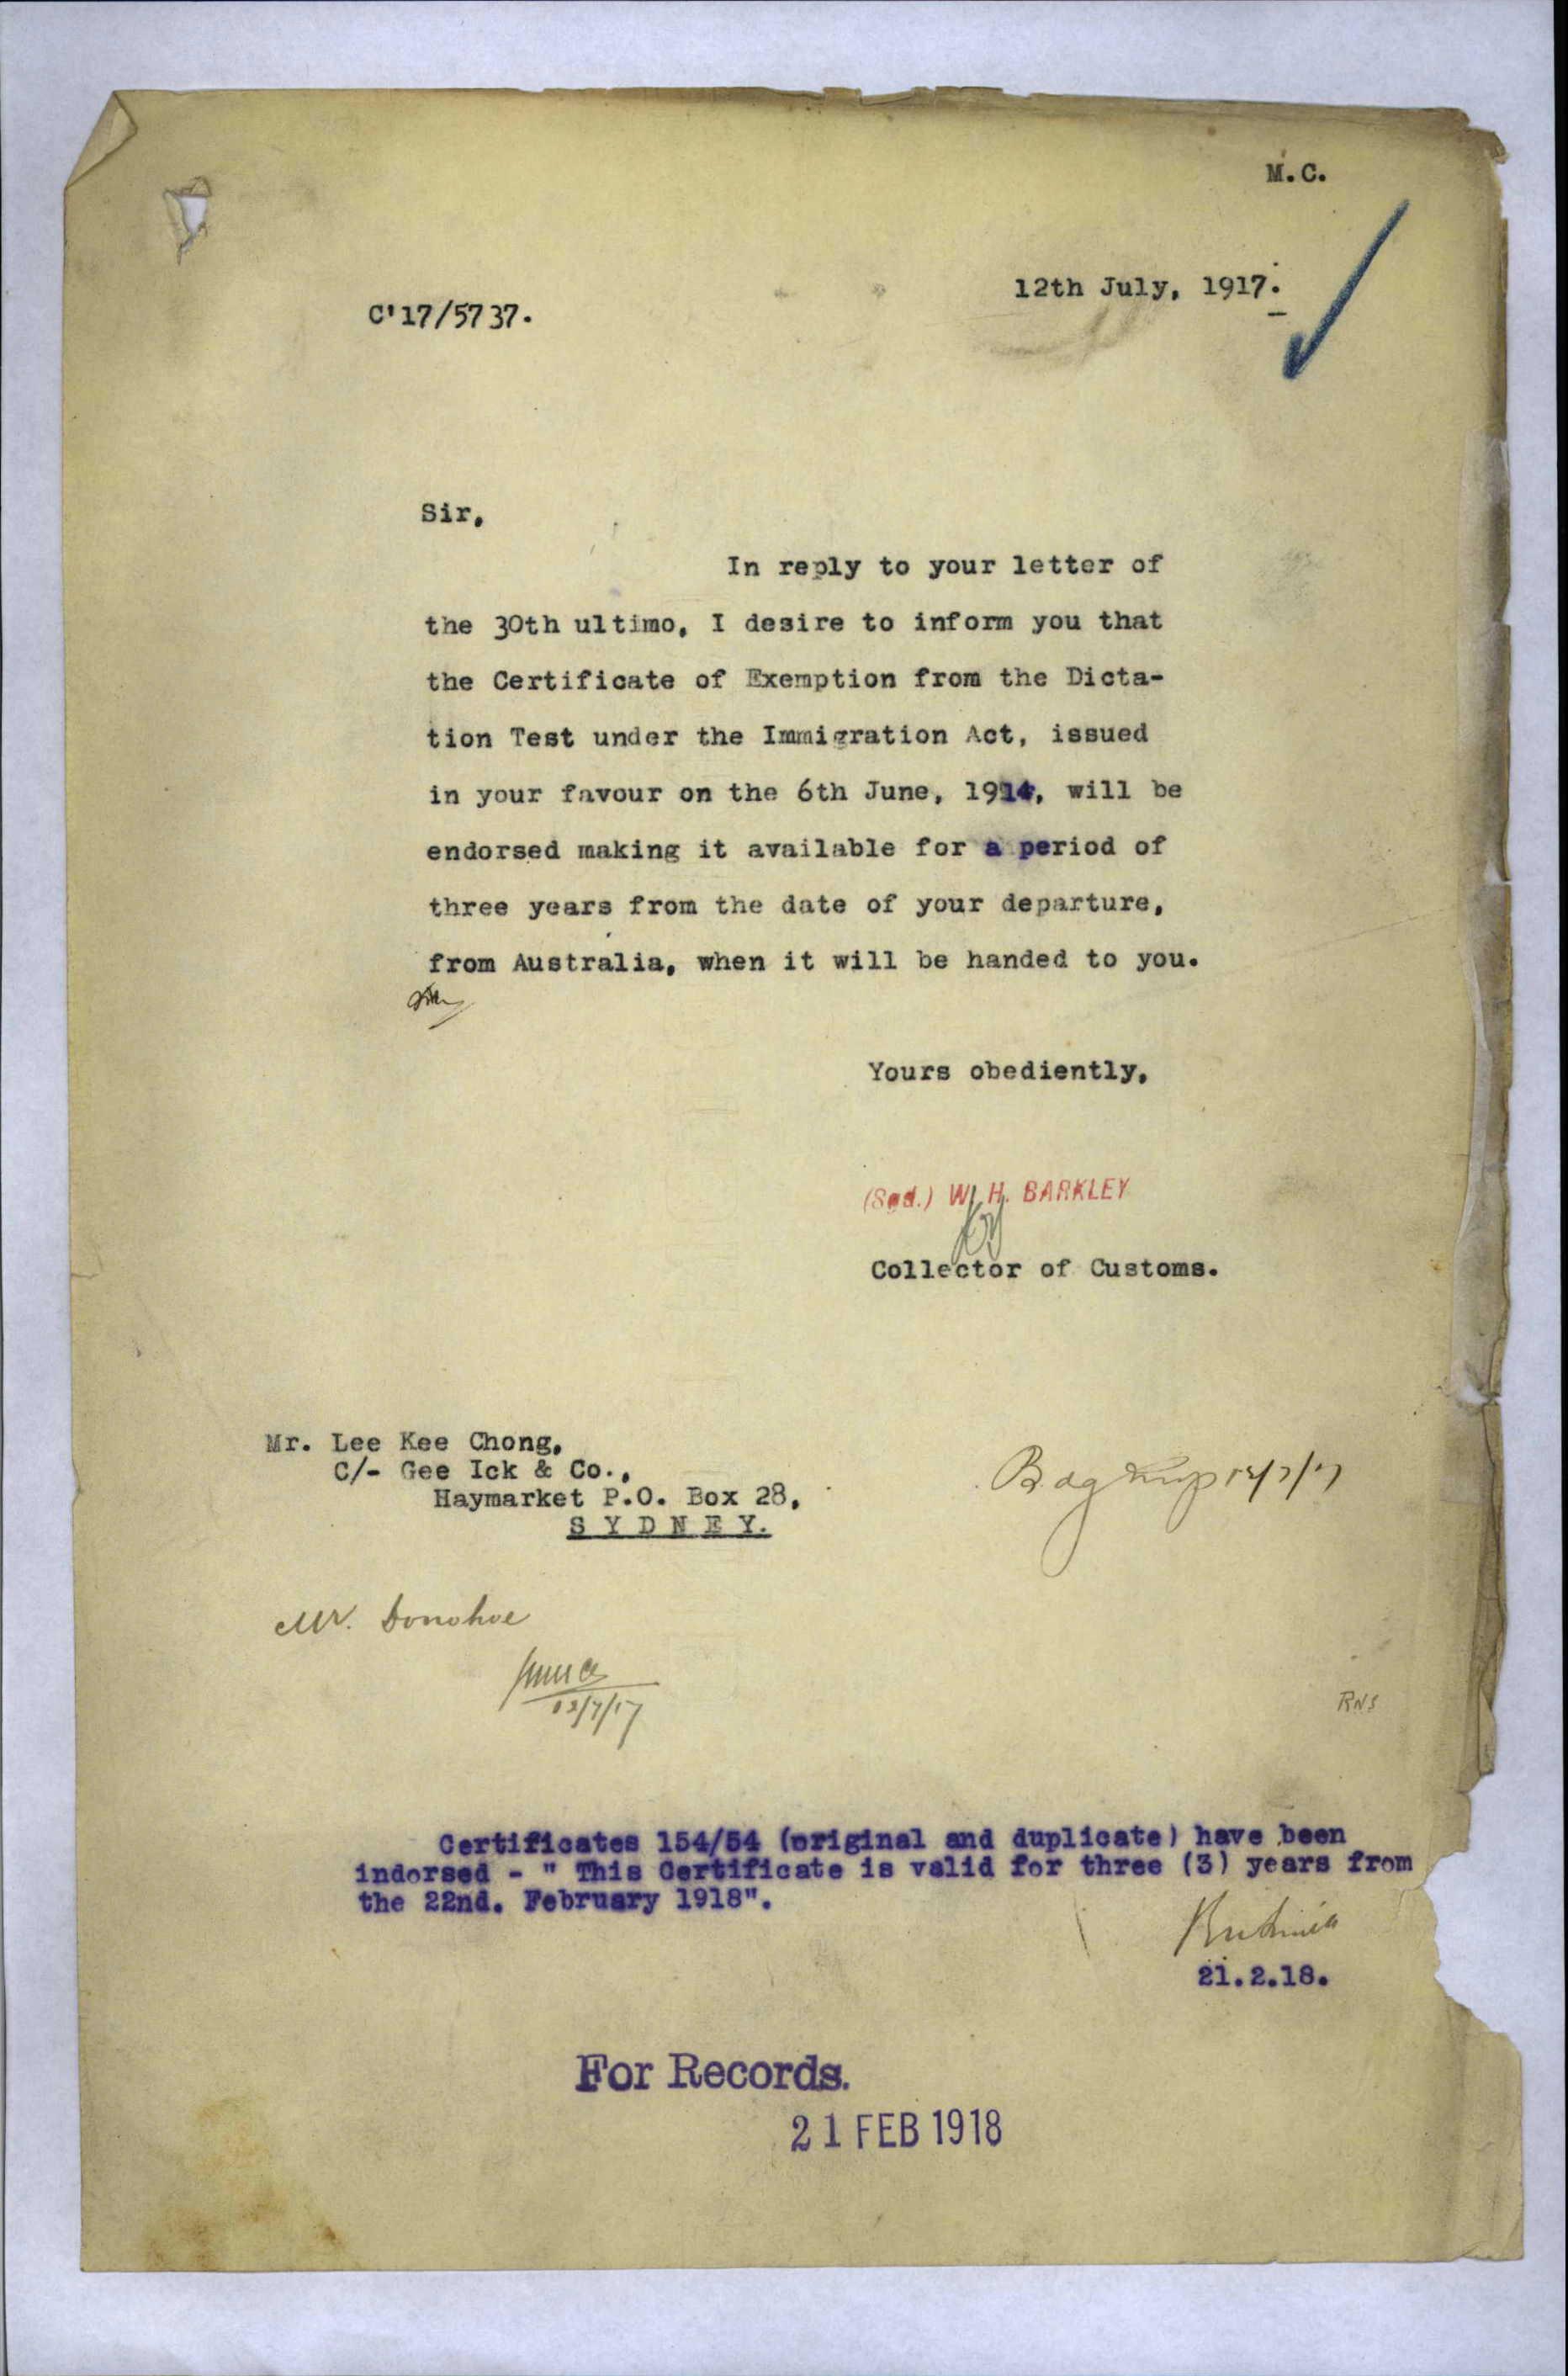 M.C.
12th July, 1917.
C'17/5737.
Sir,
In reply to your letter of
the 30th ultimo, I desire to inform you that
the Certificate of Exemption from the Dicta-
tion Test under the Immigration Act, issued
in your favour on the 6th June, 1914, will be
endorsed making it available for a period of
three years from the date of your departure,
from Australia, when it will be handed to you.
Yours obediently,
(Sgd.) W. H. BARKLEY
Collector of Customs.
Mr. Lee Kee Chong,
C/- Gee Ick & Co.,
Haymarket P.O. Box 28,
SYDNEY.
12/7/17
Mr. Donohoe
12/7/17
RNS
Certificates 154/54 (original and duplicate) have been
indorsed - " This Certificate is valid for three (3) years from
the 22nd. February 1918".
21.2.18.
For Records.
21 FEB 1918